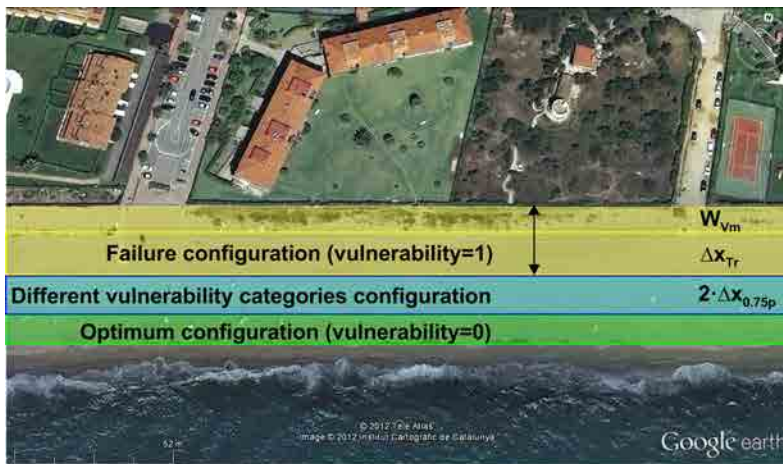 W_Vm
Failure configuration (vulnerability=1) Δx_Tr
Different vulnerability categories configuration 2·Δx_0.75p
Optimum configuration (vulnerability=0)
© 2012 Tele Atlas
Image © 2012 Institut Cartogràfic de Catalunya
52 m
Google earth